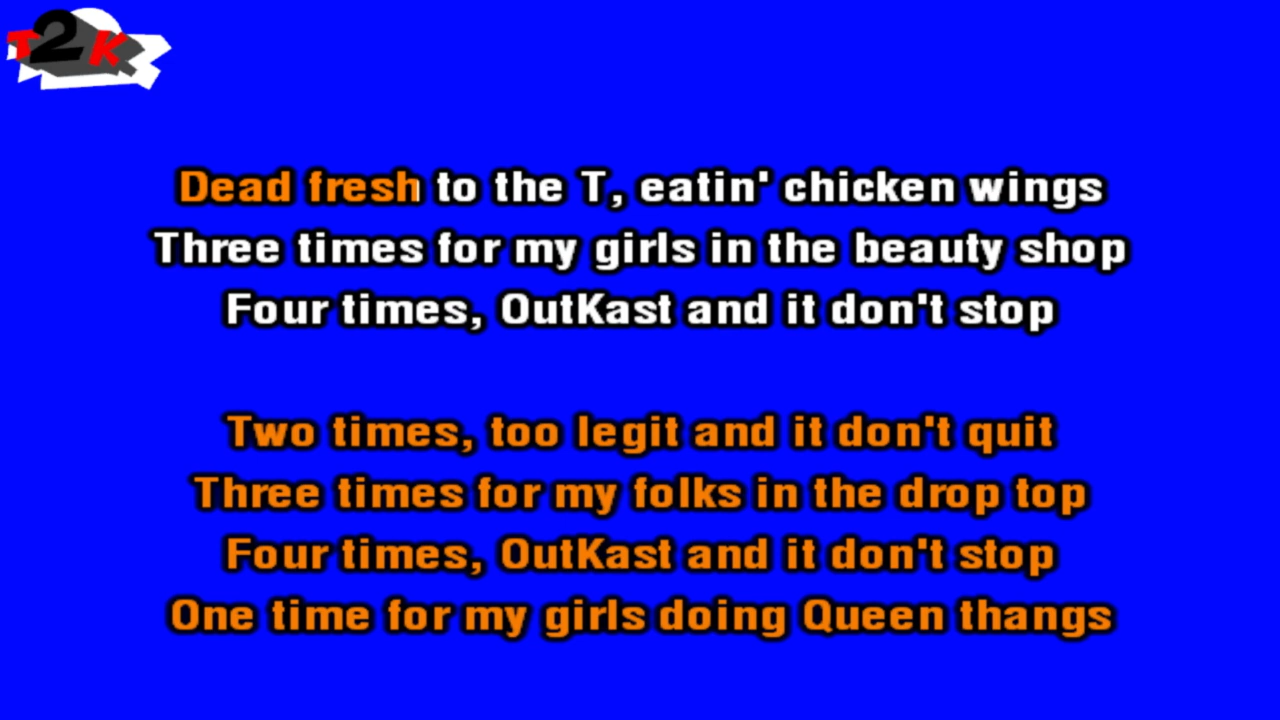 T2K
Dead fresh to the T, eatin' chicken wings
Three times for my girls in the beauty shop
Four times, OutKast and it don't stop
Two times, too legit and it don't quit
Three times for my folks in the drop top
Four times, OutKast and it don't stop
One time for my girls doing Queen thangs